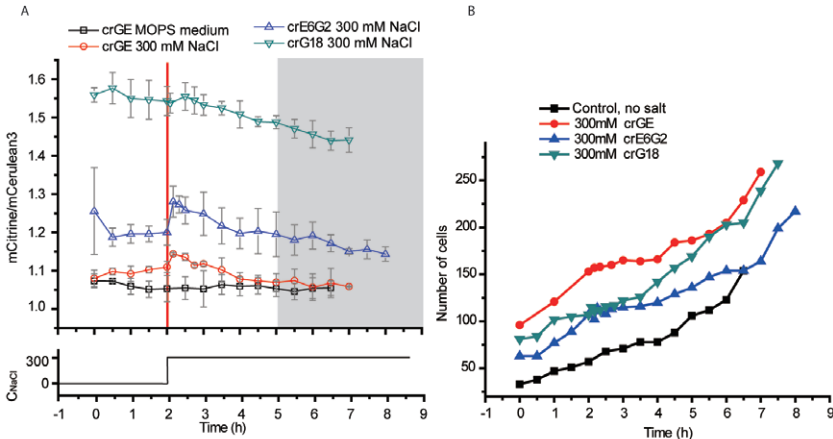 A
crGE MOPS medium
crGE 300 mM NaCl
crE6G2 300 mM NaCl
crG18 300 mM NaCl
1.6
1.5
1.4
1.3
1.2
1.1
1.0
mCitrine/mCerulean3
300
0
CNaCl
-1 0 1 2 3 4 5 6 7 8 9
Time (h)
B
Control, no salt
300mM crGE
300mM crE6G2
300mM crG18
250
200
150
100
50
0
Number of cells
-1 0 1 2 3 4 5 6 7 8 9
Time (h)